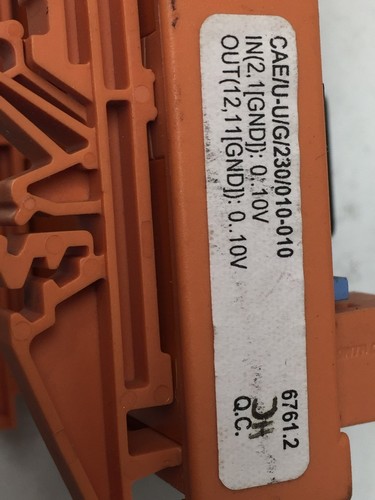 CAE/U-U/G/230/010-010
IN(2,1[GND]): 0..10V
OUT(12,11[GND]): 0..10V
6761.2
Q.C.